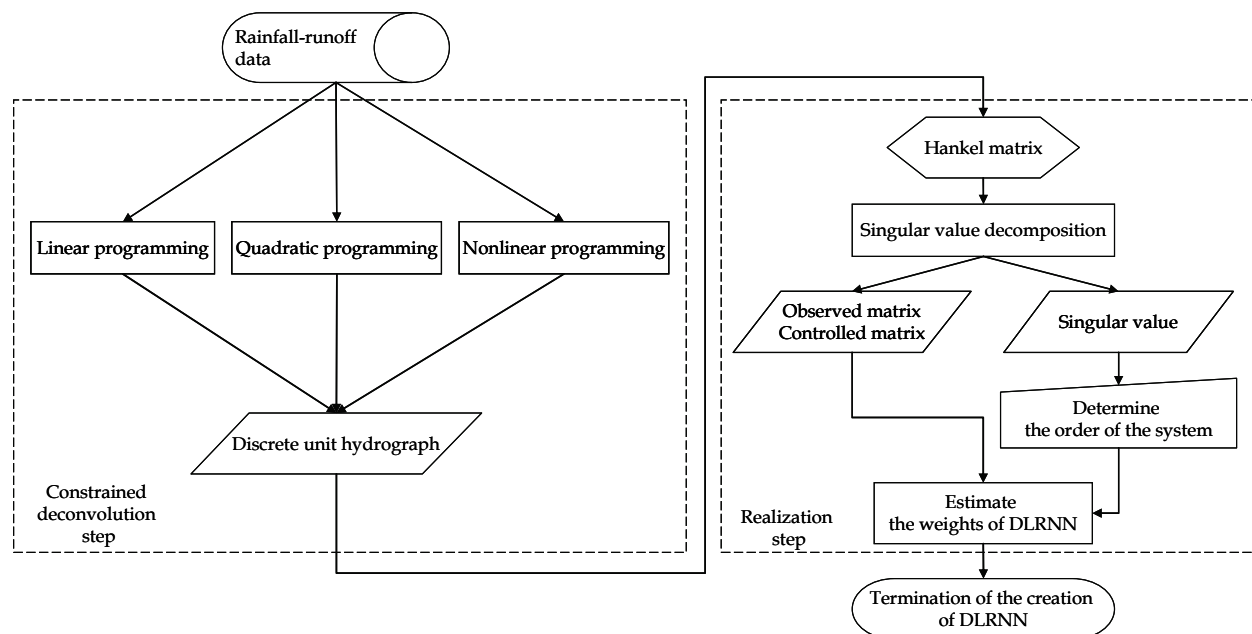 Rainfall-runoff
data
Linear programming
Quadratic programming
Nonlinear programming
Discrete unit hydrograph
Constrained
deconvolution
step
Hankel matrix
Singular value decomposition
Observed matrix
Controlled matrix
Singular value
Determine
the order of the system
Estimate
the weights of DLRNN
Realization
step
Termination of the creation
of DLRNN